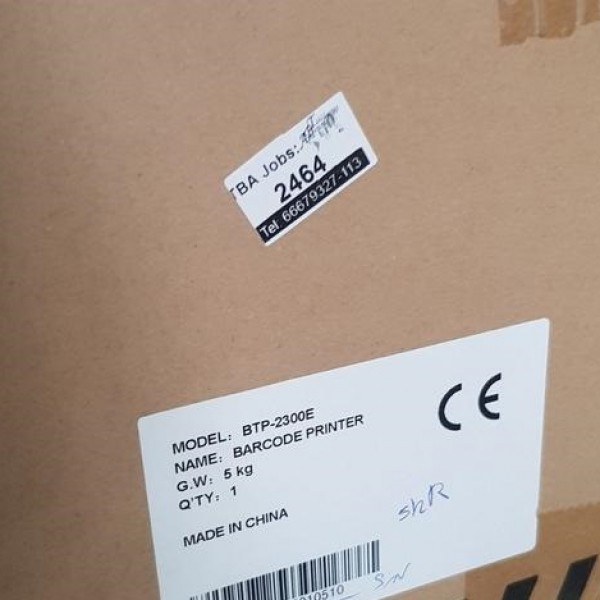 TBA Jobs:
2464
Tel: 66679327-113
MODEL: BTP-2300E
NAME: BARCODE PRINTER
G.W: 5 kg
Q'TY: 1
MADE IN CHINA
CE
S/N